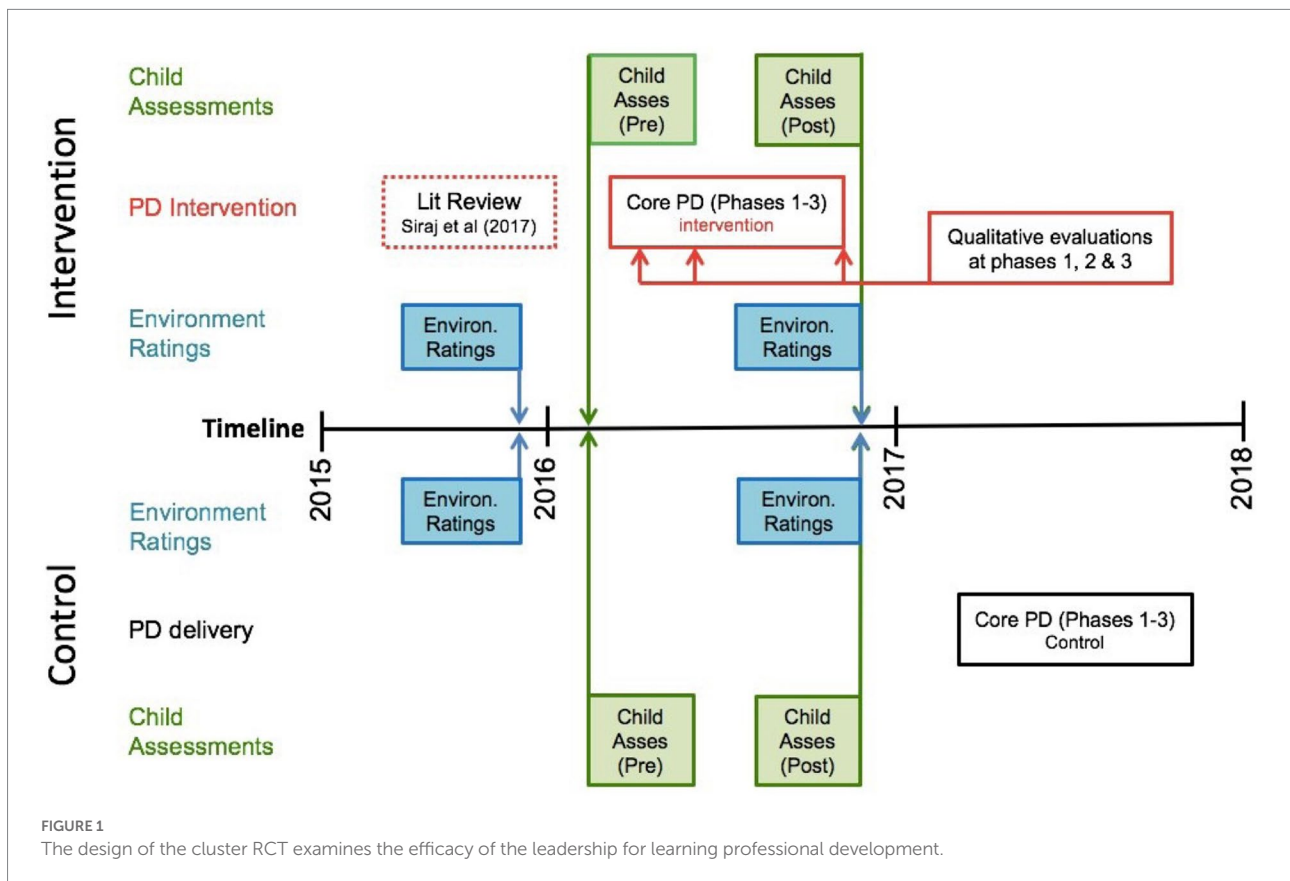 Intervention
Child
Assessments
Child
Asses
(Pre)
Child
Asses
(Post)
PD Intervention
Lit Review
Siraj et al (2017)
Core PD (Phases 1-3)
intervention
Qualitative evaluations
at phases 1, 2 & 3
Environment
Ratings
Environ.
Ratings
Environ.
Ratings
Timeline
2015
2016
2017
2018
Control
Environment
Ratings
Environ.
Ratings
Environ.
Ratings
PD delivery
Core PD (Phases 1-3)
Control
Child
Assessments
Child
Asses
(Pre)
Child
Asses
(Post)
FIGURE 1
The design of the cluster RCT examines the efficacy of the leadership for learning professional development.